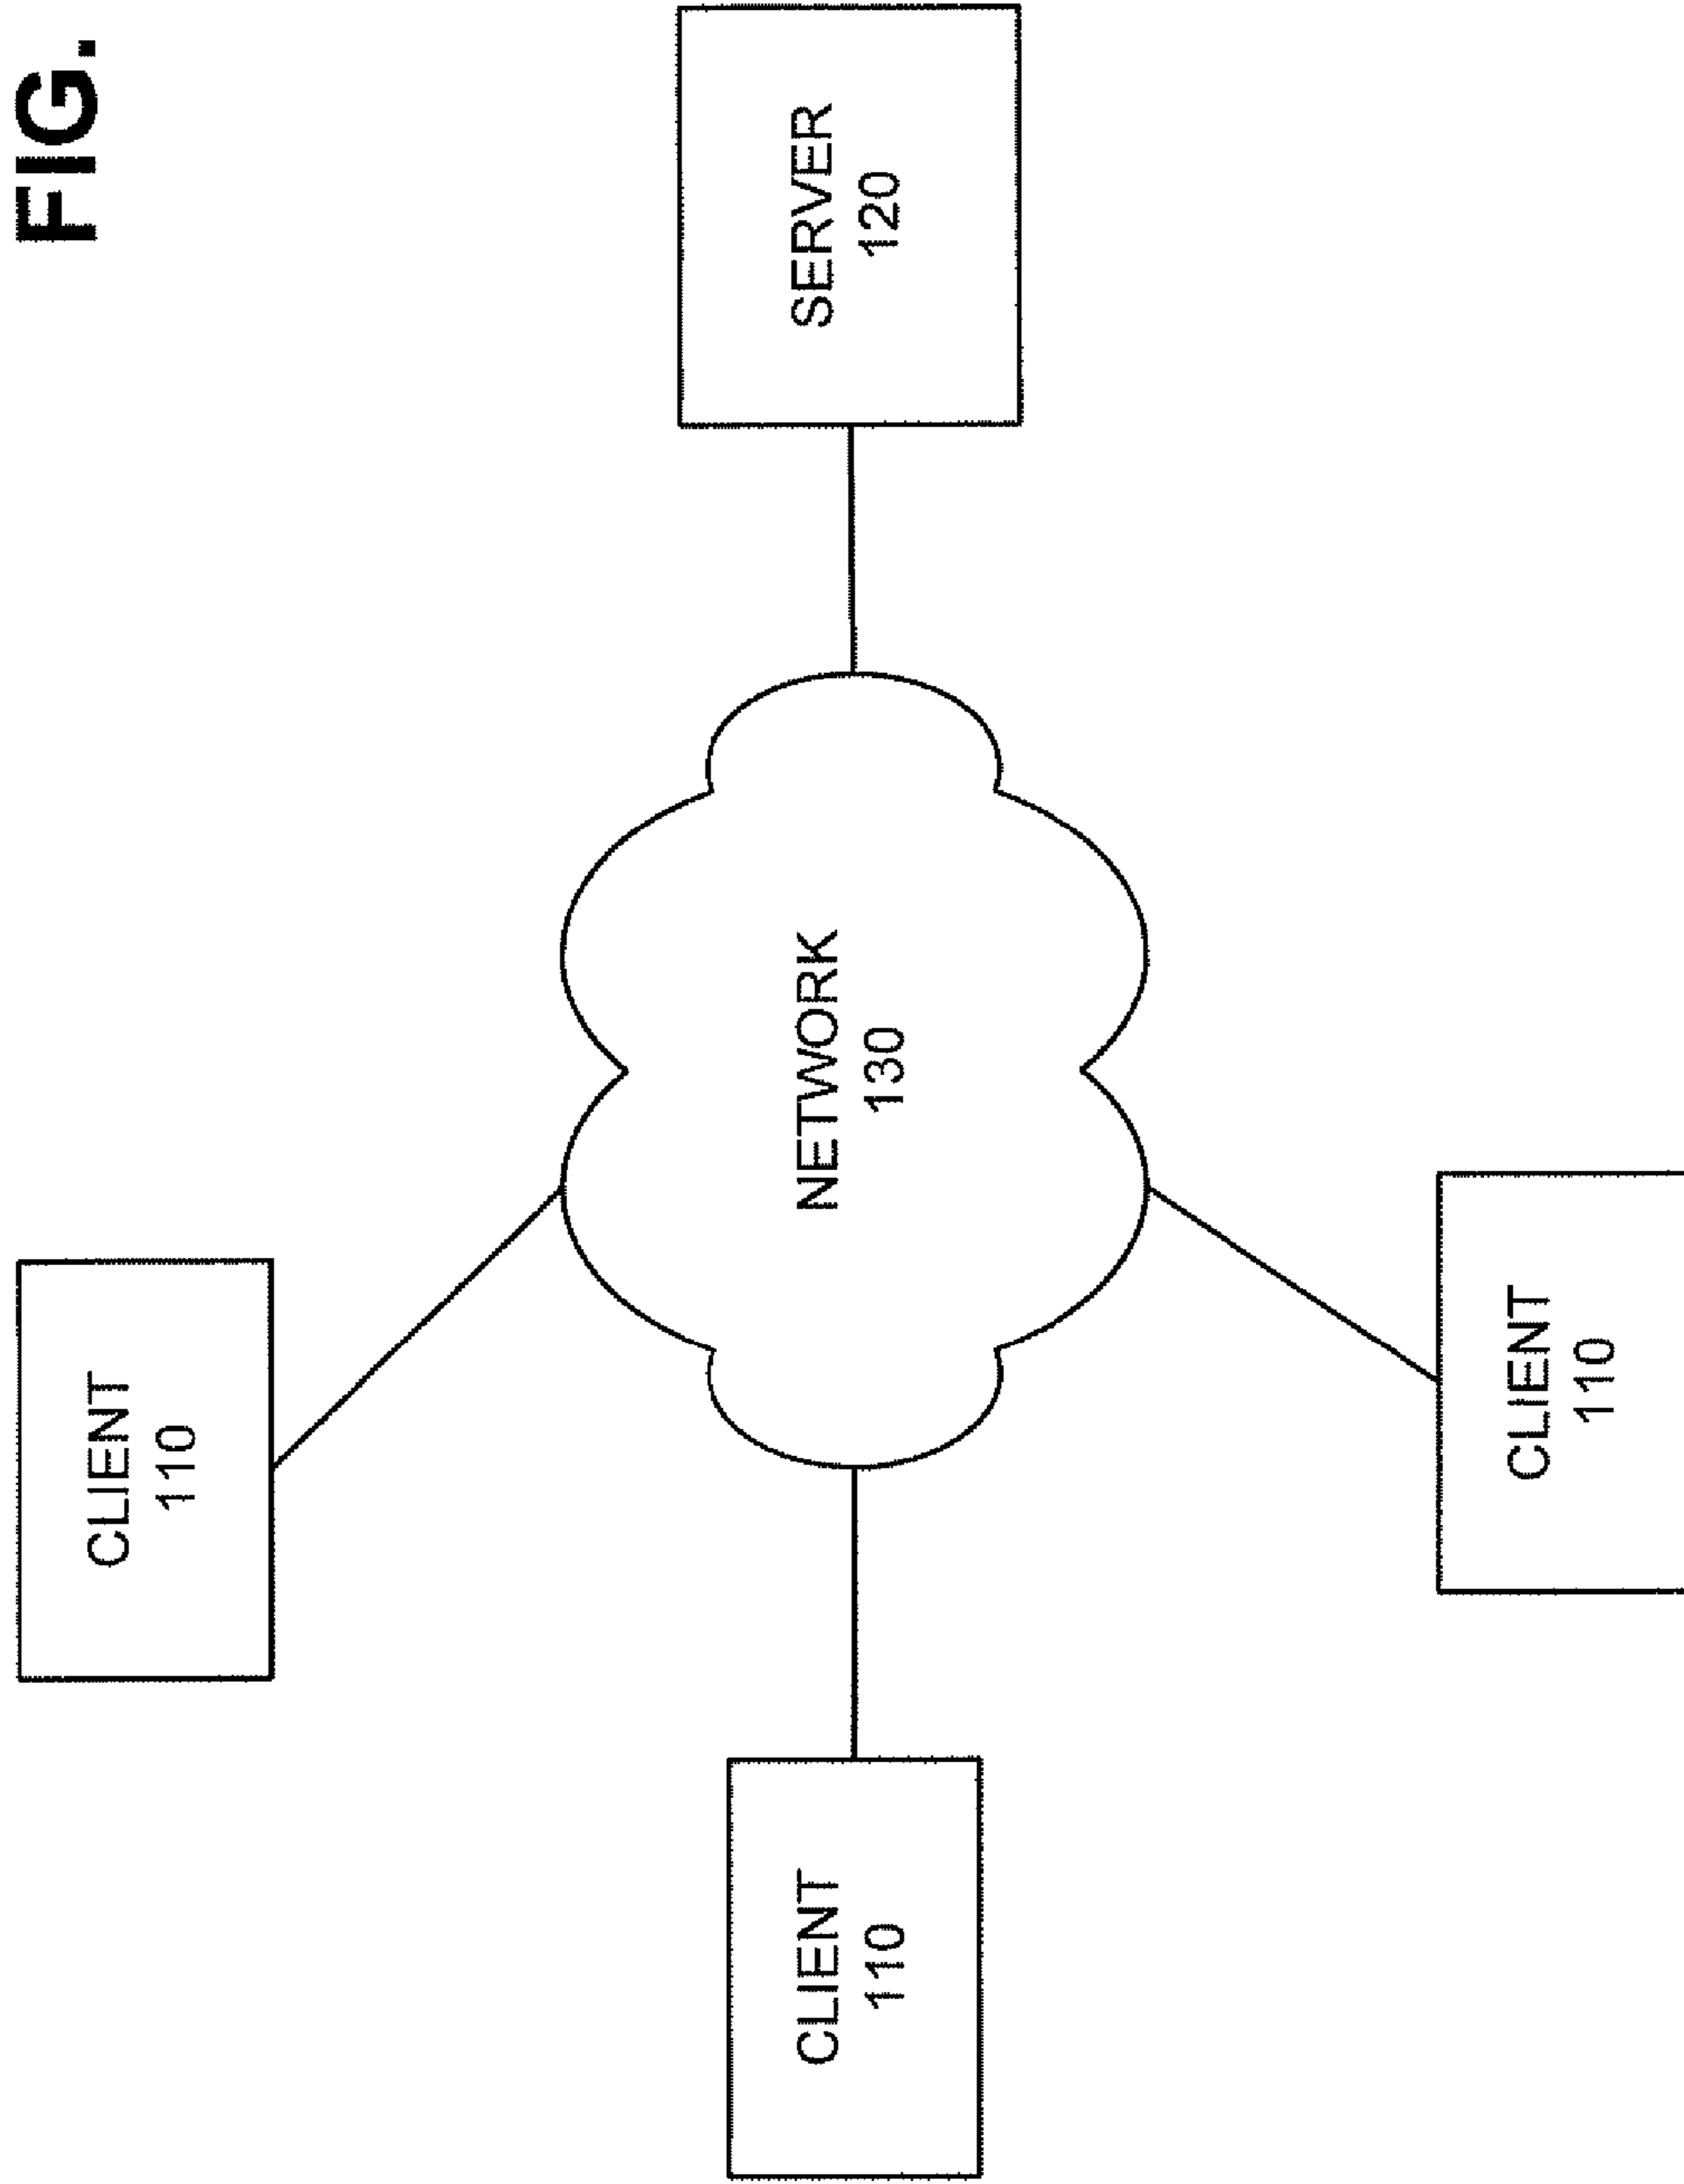 FIG.
CLIENT
110
CLIENT
110
NETWORK
130
SERVER
120
CLIENT
110